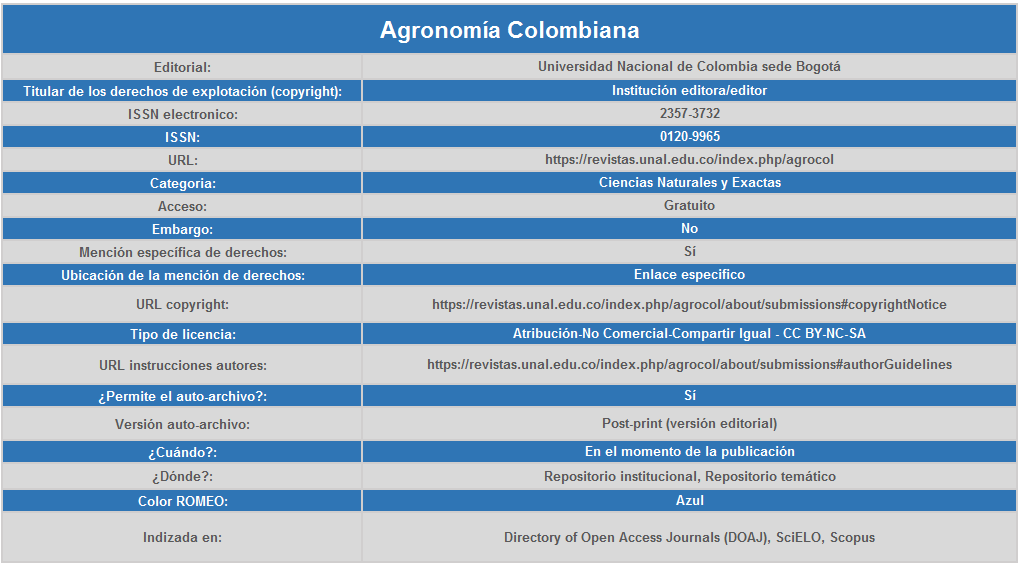 Agronomía Colombiana
Editorial: Universidad Nacional de Colombia sede Bogotá
Titular de los derechos de explotación (copyright): Institución editora/editor
ISSN electronico: 2357-3732
ISSN: 0120-9965
URL: https://revistas.unal.edu.co/index.php/agrocol
Categoria: Ciencias Naturales y Exactas
Acceso: Gratuito
Embargo: No
Mención específica de derechos: Sí
Ubicación de la mención de derechos: Enlace especifico
URL copyright: https://revistas.unal.edu.co/index.php/agrocol/about/submissions#copyrightNotice
Tipo de licencia: Atribución-No Comercial-Compartir Igual - CC BY-NC-SA
URL instrucciones autores: https://revistas.unal.edu.co/index.php/agrocol/about/submissions#authorGuidelines
¿Permite el auto-archivo?: Sí
Versión auto-archivo: Post-print (versión editorial)
¿Cuándo?: En el momento de la publicación
¿Dónde?: Repositorio institucional, Repositorio temático
Color ROMEO: Azul
Indizada en: Directory of Open Access Journals (DOAJ), SciELO, Scopus